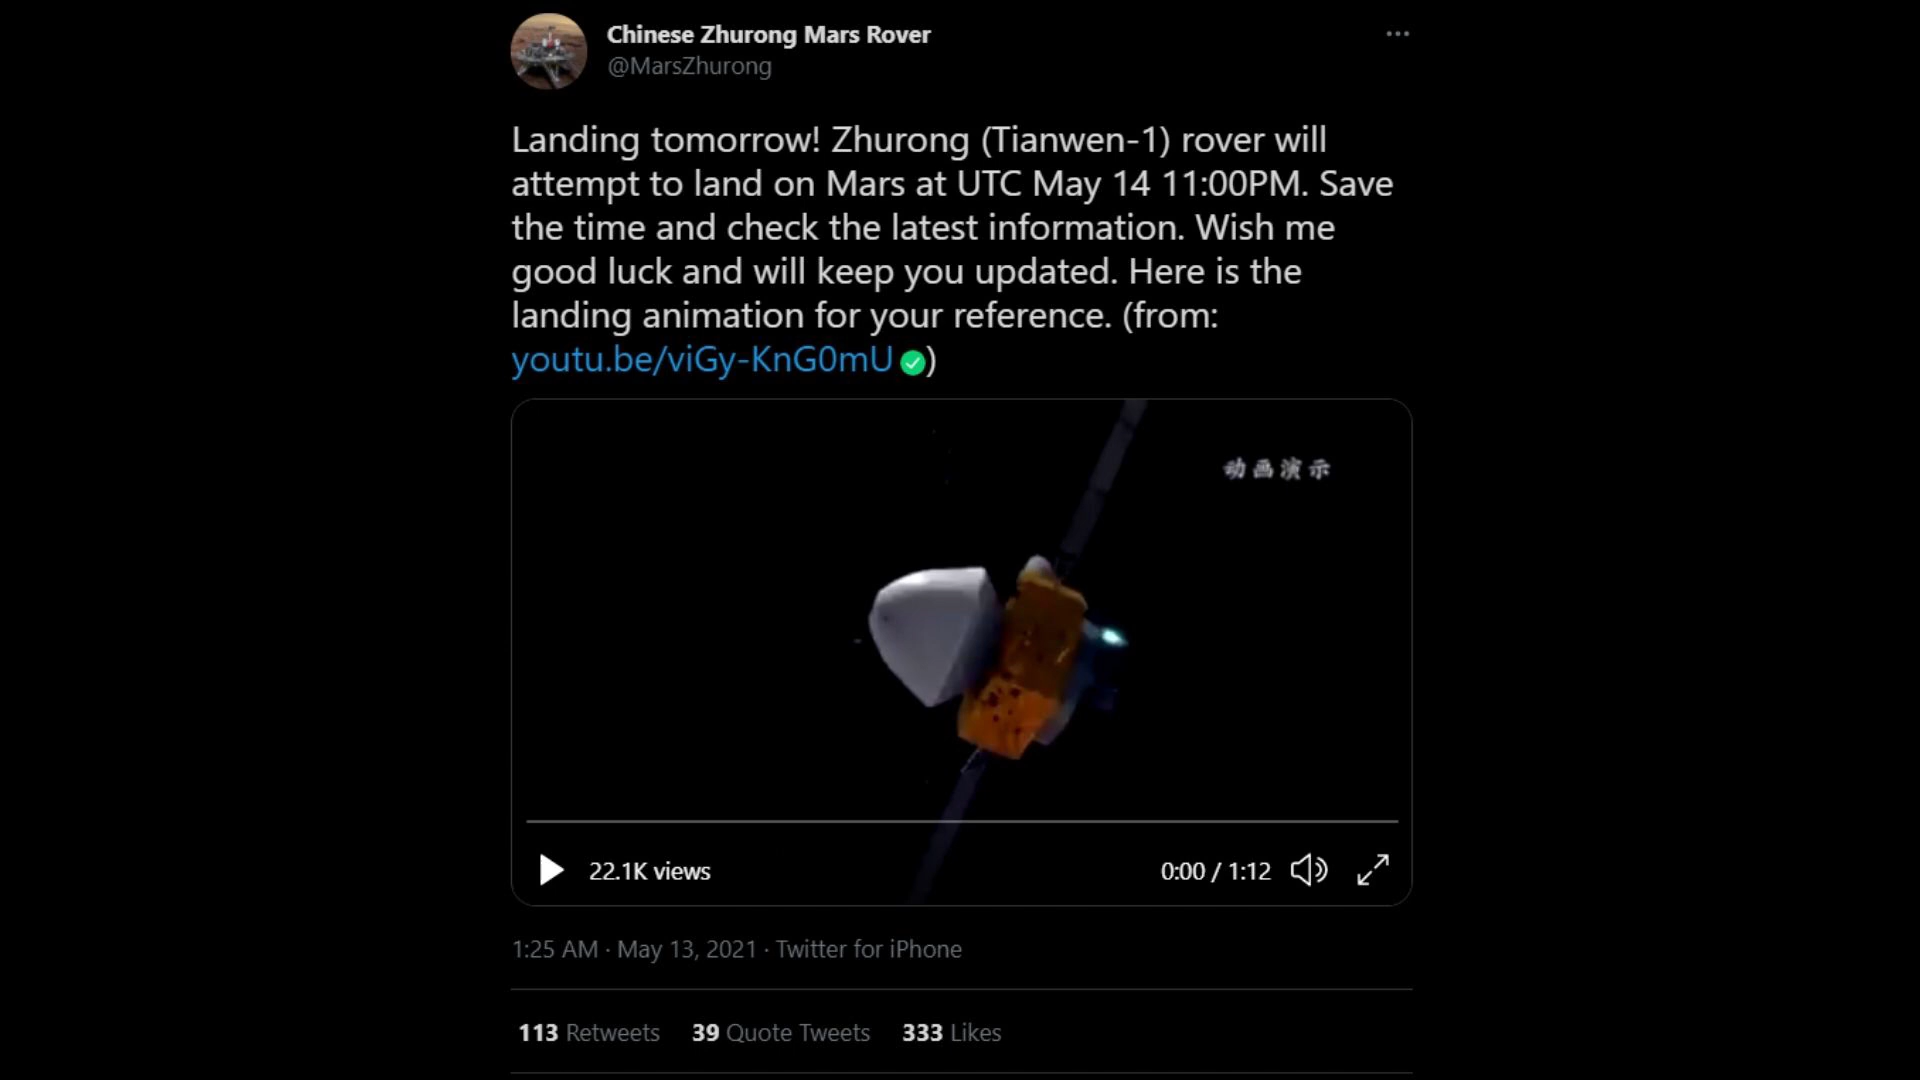 Chinese Zhurong Mars Rover
@MarsZhurong
Landing tomorrow! Zhurong (Tianwen-1) rover will
attempt to land on Mars at UTC May 14 11:00PM. Save
the time and check the latest information. Wish me
good luck and will keep you updated. Here is the
landing animation for your reference. (from:
youtu.be/viGy-KnG0mU)
动画演示
22.1K views
0:00 / 1:12
1:25 AM · May 13, 2021 · Twitter for iPhone
113 Retweets 39 Quote Tweets 333 Likes